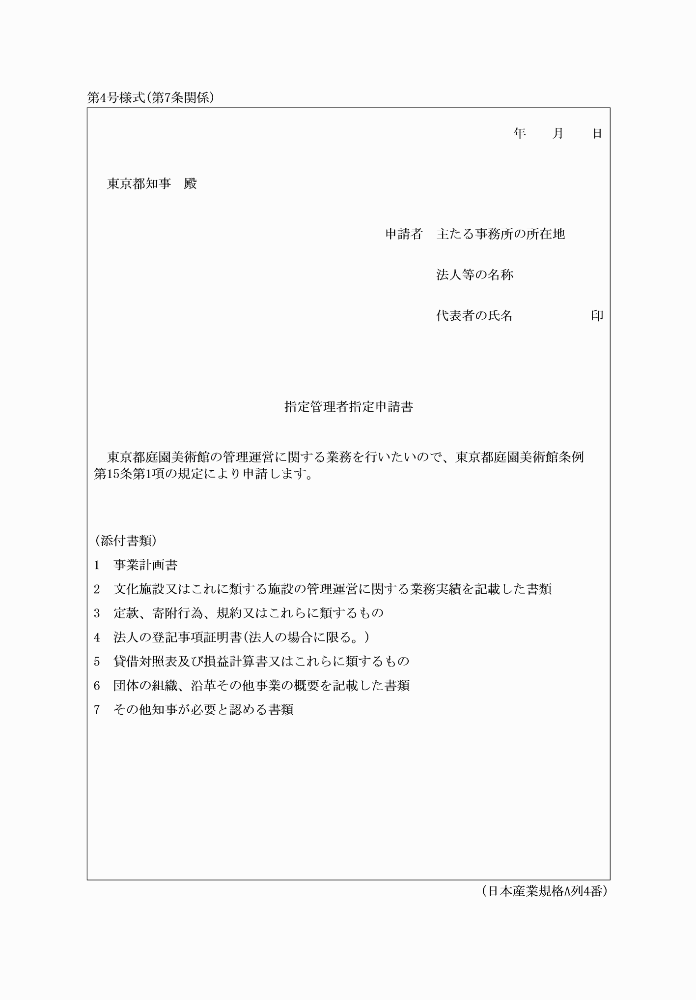 第4号様式(第7条関係)
年　　月　　日
東京都知事　殿
申請者　主たる事務所の所在地
法人等の名称
代表者の氏名　　　　　　印
指定管理者指定申請書
東京都庭園美術館の管理運営に関する業務を行いたいので、東京都庭園美術館条例
第15条第1項の規定により申請します。
(添付書類)
1　事業計画書
2　文化施設又はこれに類する施設の管理運営に関する業務実績を記載した書類
3　定款、寄附行為、規約又はこれらに類するもの
4　法人の登記事項証明書(法人の場合に限る。)
5　貸借対照表及び損益計算書又はこれらに類するもの
6　団体の組織、沿革その他事業の概要を記載した書類
7　その他知事が必要と認める書類
(日本産業規格A列4番)